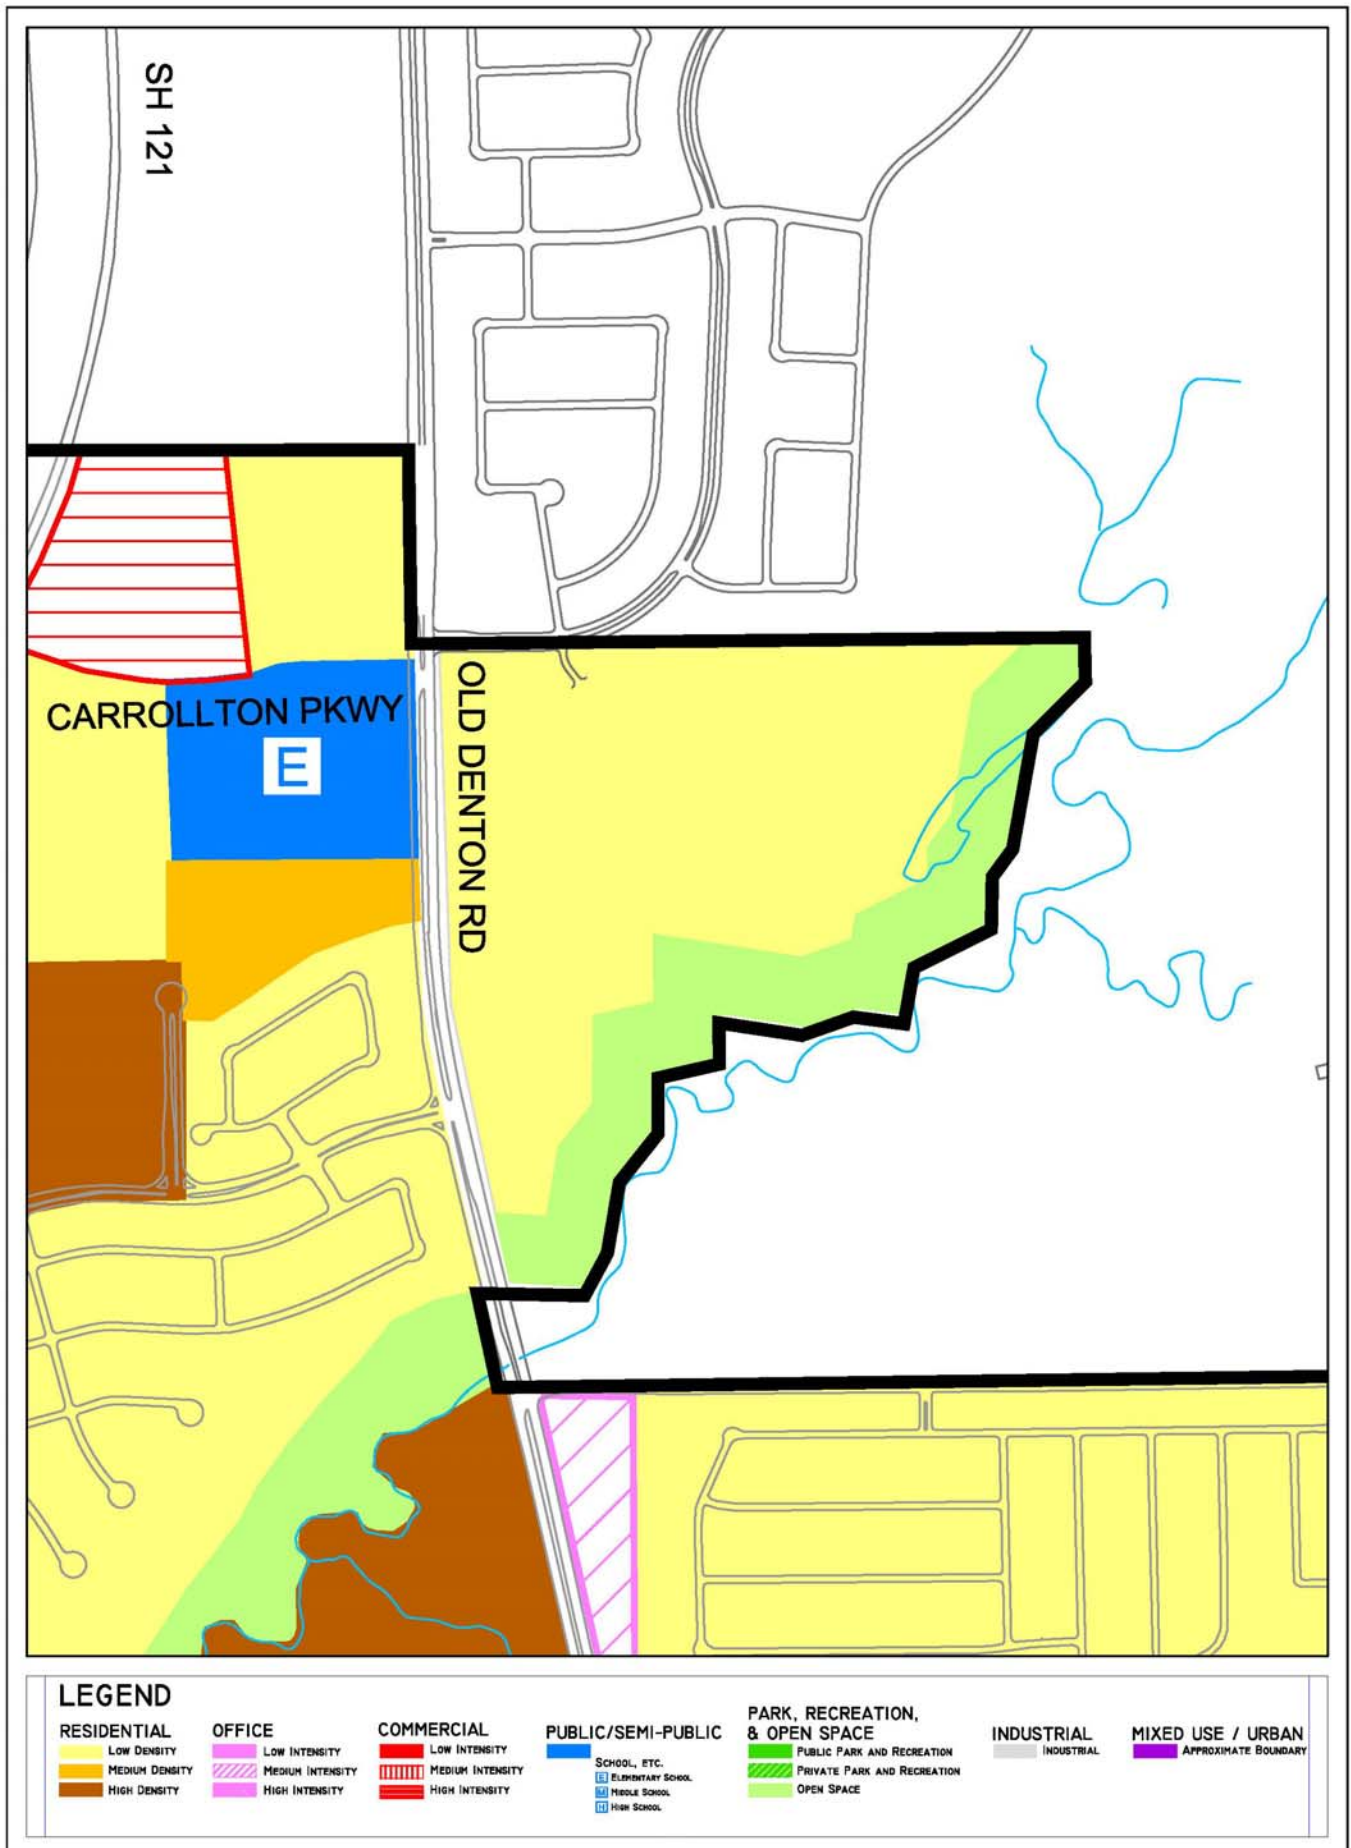 SH 121
CARROLLTON PKWY
E
OLD DENTON RD
LEGEND
RESIDENTIAL
LOW DENSITY
MEDIUM DENSITY
HIGH DENSITY
OFFICE
LOW INTENSITY
MEDIUM INTENSITY
HIGH INTENSITY
COMMERCIAL
LOW INTENSITY
MEDIUM INTENSITY
HIGH INTENSITY
PUBLIC/SEMI-PUBLIC
SCHOOL, ETC.
E ELEMENTARY SCHOOL
M MIDDLE SCHOOL
H HIGH SCHOOL
PARK, RECREATION,
& OPEN SPACE
PUBLIC PARK AND RECREATION
PRIVATE PARK AND RECREATION
OPEN SPACE
INDUSTRIAL
INDUSTRIAL
MIXED USE / URBAN
APPROXIMATE BOUNDARY